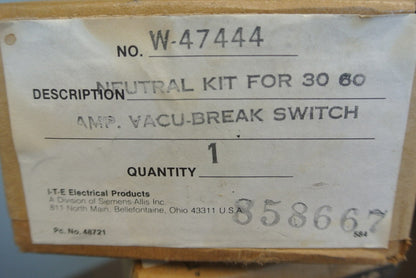 NO. W-47444
DESCRIPTION NEUTRAL KIT FOR 30 60
AMP. VACU-BREAK SWITCH
QUANTITY 1
I-T-E Electrical Products
A Division of Siemens-Allis Inc.
811 North Main, Bellefontaine, Ohio 43311 U.S.A.
858667
Pc. No. 48721
584